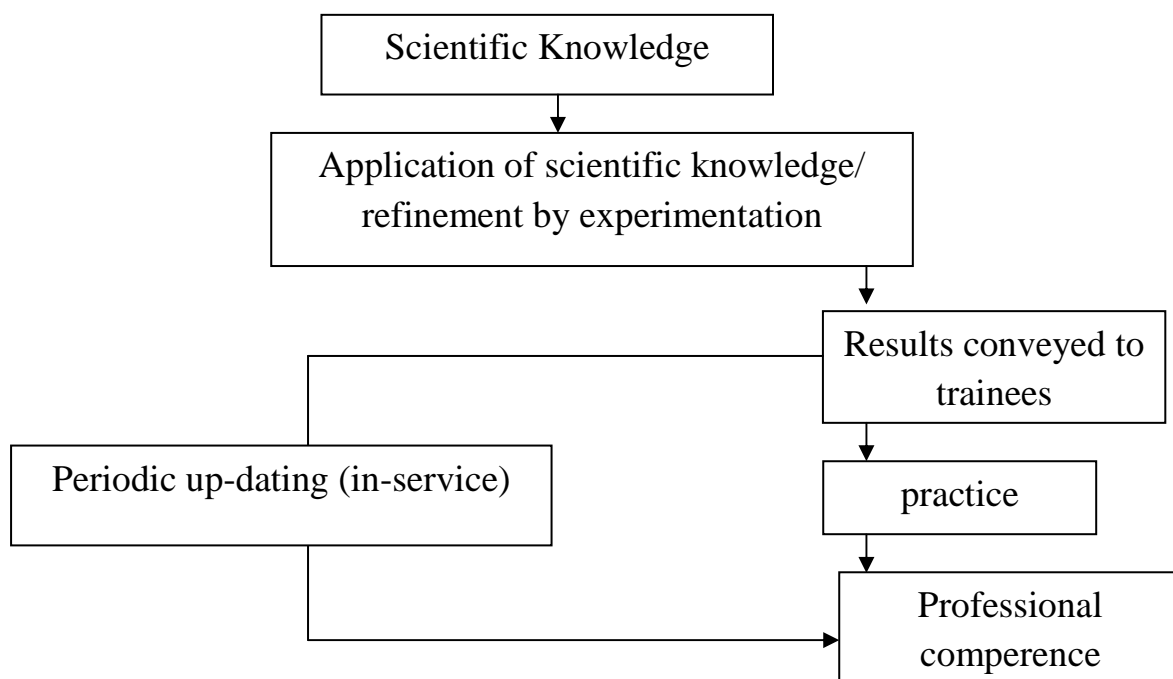 Scientific Knowledge
Application of scientific knowledge/
refinement by experimentation
Results conveyed to
trainees
Periodic up-dating (in-service)
practice
Professional
comperence